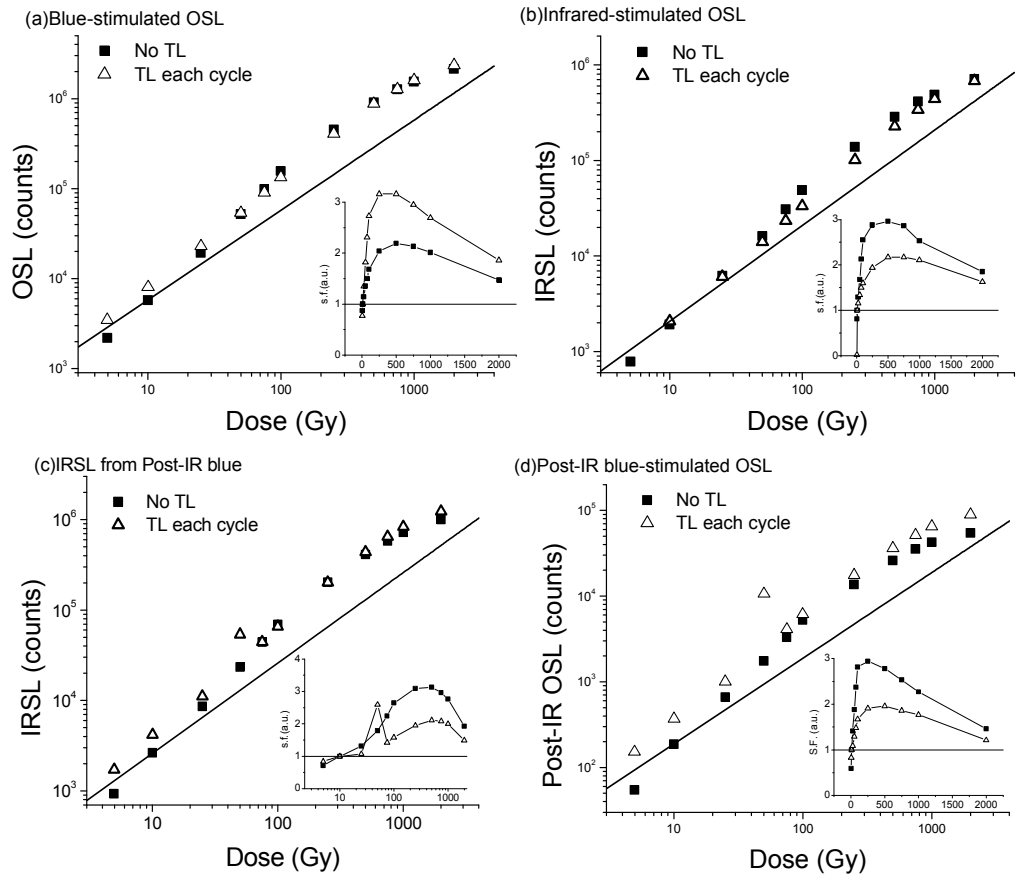 (a)Blue-stimulated OSL
No TL
TL each cycle
OSL (counts)
10^6
10^5
10^4
10^3
10 100 1000
Dose (Gy)
s.f.(a.u.)
3
2
1
0 500 1000 1500 2000
(b)Infrared-stimulated OSL
No TL
TL each cycle
IRSL (counts)
10^6
10^5
10^4
10^3
10 100 1000
Dose (Gy)
s.f.(a.u.)
3
2
1
0
0 500 1000 1500 2000
(c)IRSL from Post-IR blue
No TL
TL each cycle
IRSL (counts)
10^6
10^5
10^4
10^3
10 100 1000
Dose (Gy)
s.f.(a.u.)
4
3
2
1
0
10 100 1000
(d)Post-IR blue-stimulated OSL
No TL
TL each cycle
Post-IR OSL (counts)
10^5
10^4
10^3
10^2
10 100 1000
Dose (Gy)
S.F. (a.u.)
3
2
1
0
0 500 1000 1500 2000